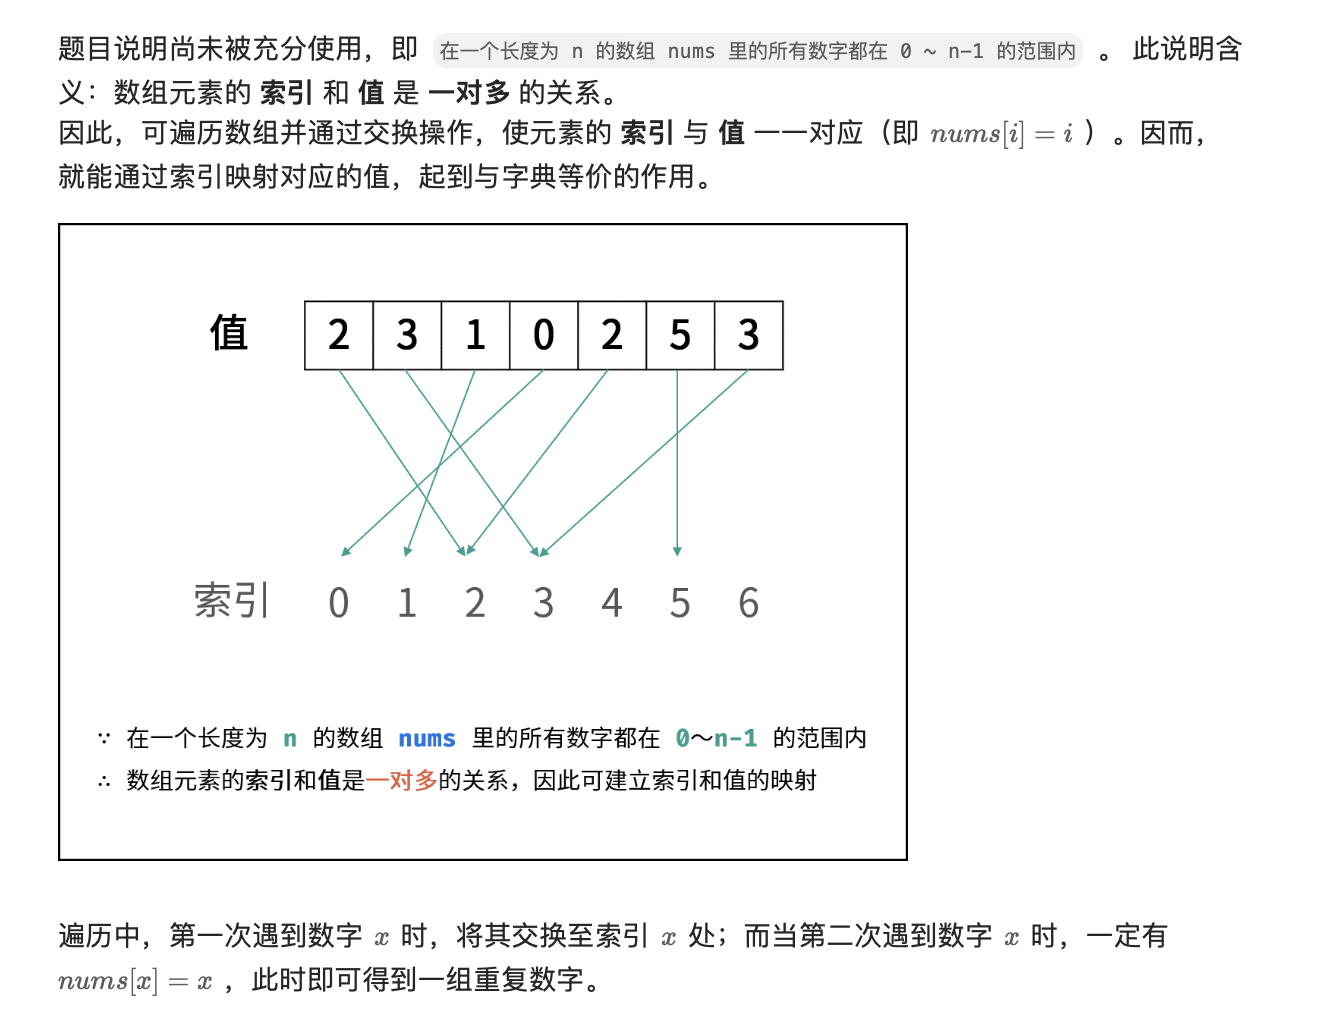 题目说明尚未被充分使用，即 在一个长度为 n 的数组 nums 里的所有数字都在 0 ~ n-1 的范围内 。 此说明含
义：数组元素的 索引 和 值 是 一对多 的关系。
因此，可遍历数组并通过交换操作，使元素的 索引 与 值 一一对应（即 nums[i] = i ）。因而，
就能通过索引映射对应的值，起到与字典等价的作用。
值 2 3 1 0 2 5 3
索引 0 1 2 3 4 5 6
∵ 在一个长度为 n 的数组 nums 里的所有数字都在 0～n-1 的范围内
∴ 数组元素的索引和值是一对多的关系，因此可建立索引和值的映射
遍历中，第一次遇到数字 x 时，将其交换至索引 x 处；而当第二次遇到数字 x 时，一定有
nums[x] = x ，此时即可得到一组重复数字。